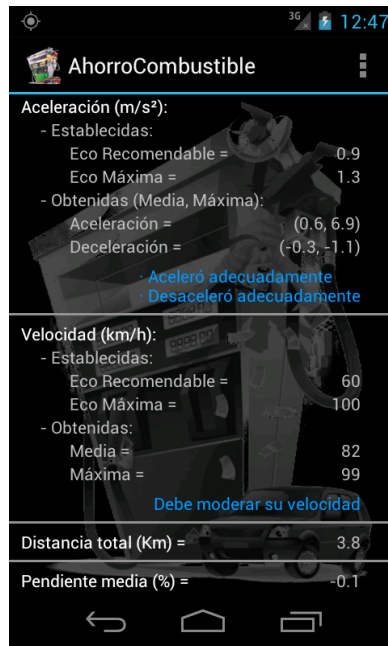 3G 12:47
AhorroCombustible
Aceleración (m/s²):
- Establecidas:
Eco Recomendable = 0.9
Eco Máxima = 1.3
- Obtenidas (Media, Máxima):
Aceleración = (0.6, 6.9)
Deceleración = (-0.3, -1.1)
· Aceleró adecuadamente
· Desaceleró adecuadamente
Velocidad (km/h):
- Establecidas:
Eco Recomendable = 60
Eco Máxima = 100
- Obtenidas:
Media = 82
Máxima = 99
Debe moderar su velocidad
Distancia total (Km) = 3.8
Pendiente media (%) = -0.1